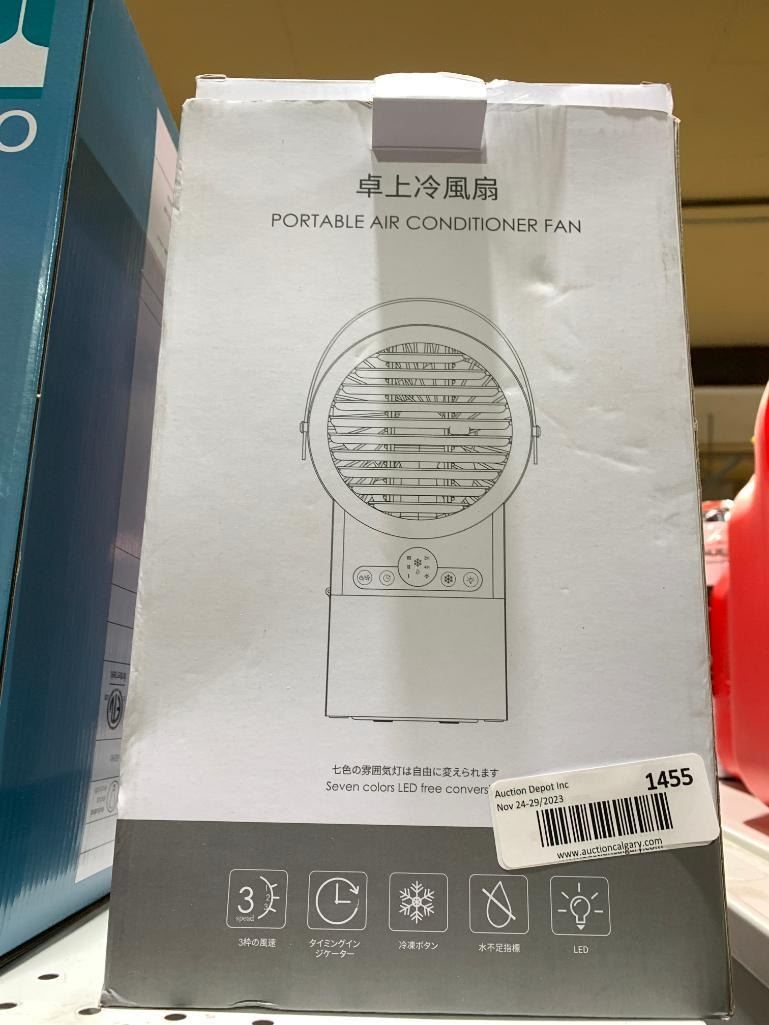 O
卓上冷風扇
PORTABLE AIR CONDITIONER FAN
2H
4H
七色の雰囲気灯は自由に変えられます
Seven colors LED free
Auction Depot Inc
1455
Nov 24-29/2023
www.auctioncalgary.com
3
speed
3枠の風速
タイミングイン
ジケーター
冷凍ボタン
水不足指標
LED